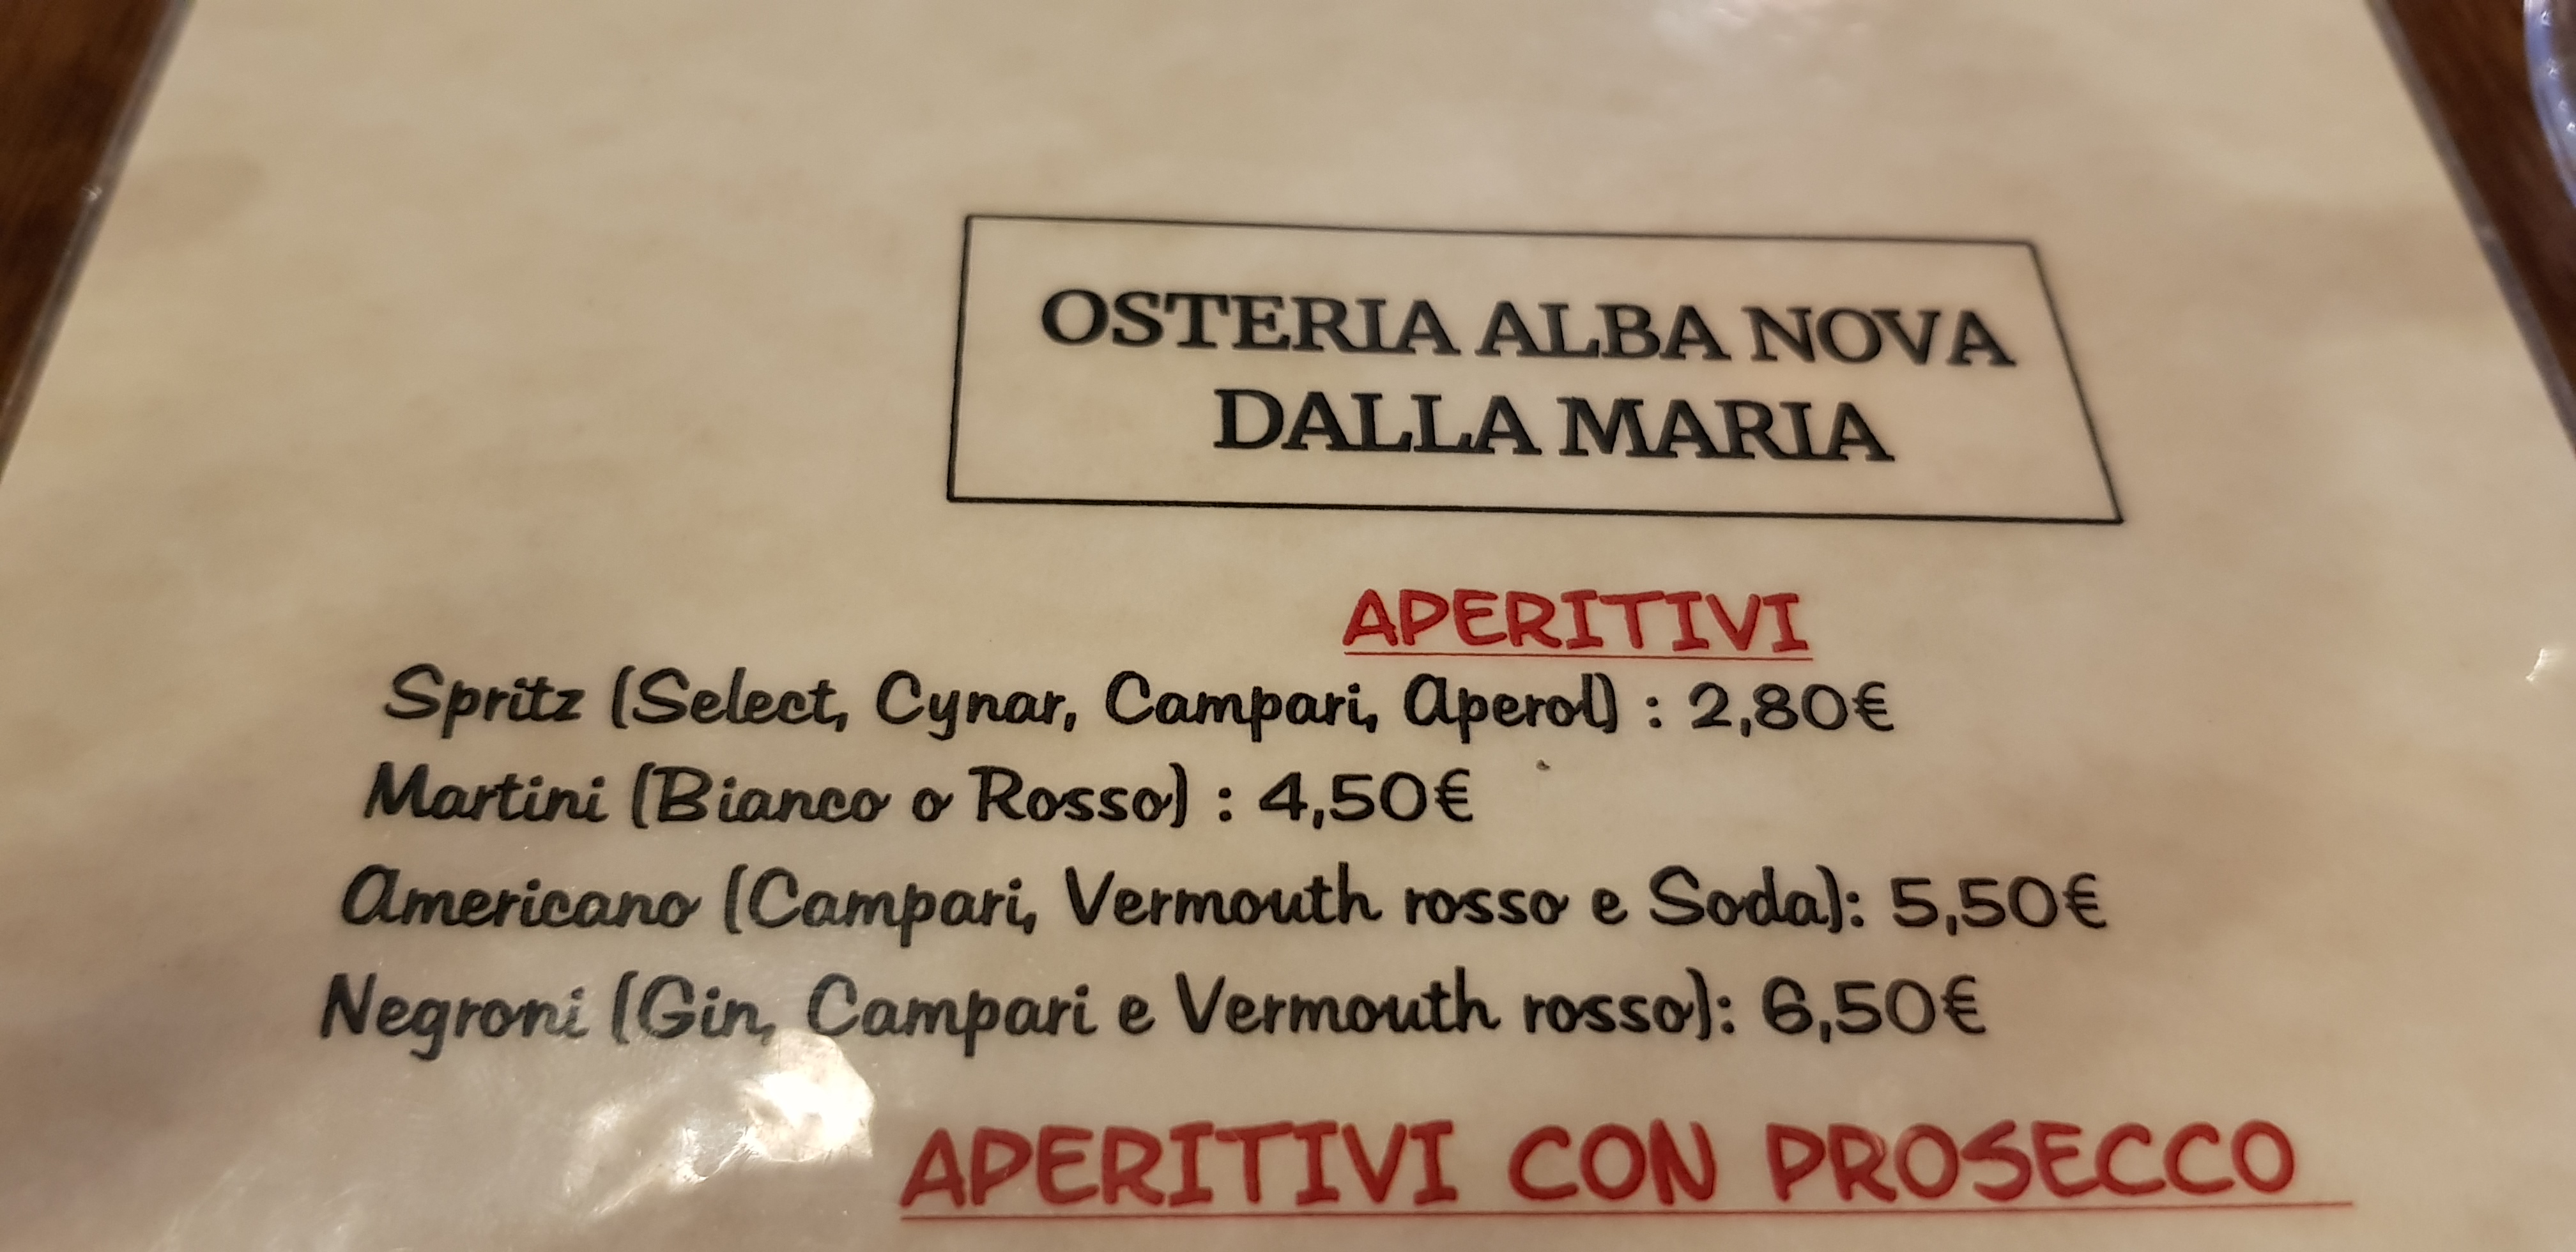 OSTERIA ALBA NOVA
DALLA MARIA
APERITIVI
Spritz (Select, Cynar, Campari, Aperol) : 2,80€
Martini (Bianco o Rosso) : 4,50€
Americano (Campari, Vermouth rosso e Soda): 5,50€
Negroni (Gin, Campari e Vermouth rosso): 6,50€
APERITIVI CON PROSECCO